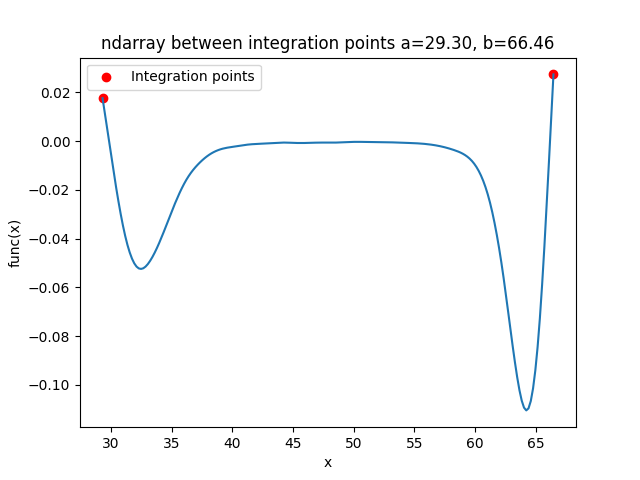 ndarray between integration points a=29.30, b=66.46
Integration points
0.02
0.00
−0.02
−0.04
−0.06
−0.08
−0.10
func(x)
30 35 40 45 50 55 60 65
x